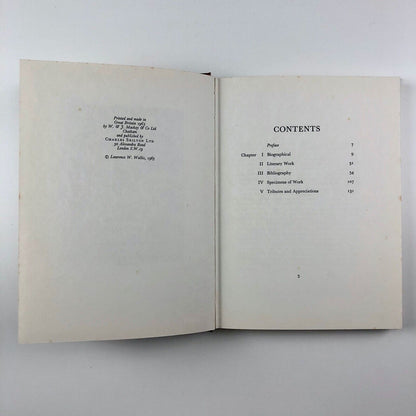 Printed and made in
Great Britain 1963
by W. & J. Mackay & Co Ltd
Chatham
and published by
CHARLES SKILTON LTD
50 Alexandra Road
London S.W.19
© Lawrence W. Wallis, 1963
CONTENTS
Preface 7
Chapter I Biographical 9
II Literary Work
III Bibliography 54
IV Specimens of Work 107
V Tributes and Appreciations 131
5